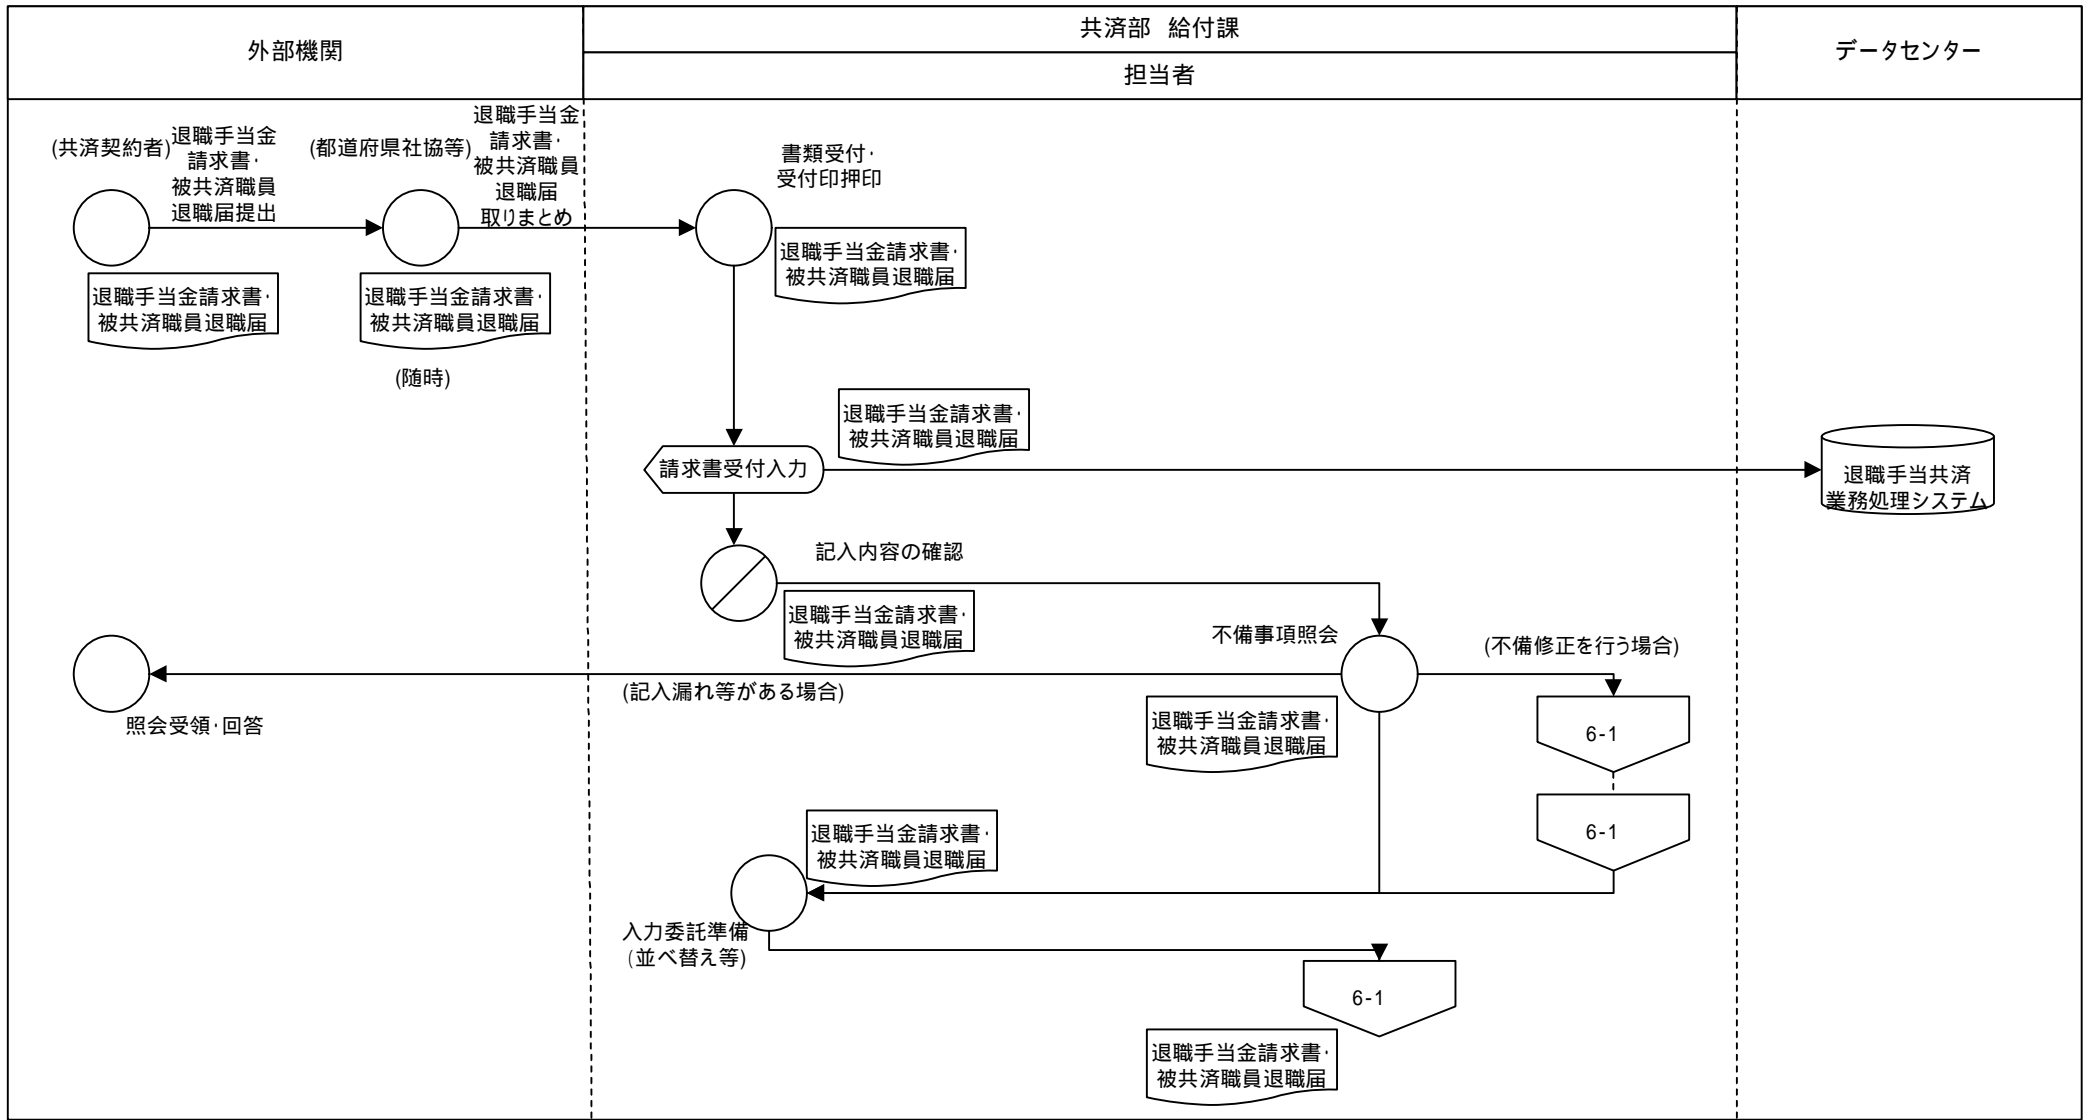 外部機関
共済部 給付課
担当者
データセンター
(共済契約者)
退職手当金
請求書・
被共済職員
退職届提出
(都道府県社協等)
退職手当金
請求書・
被共済職員
退職届
取りまとめ
書類受付・
受付印押印
退職手当金請求書・
被共済職員退職届
退職手当金請求書・
被共済職員退職届
退職手当金請求書・
被共済職員退職届
(随時)
退職手当金請求書・
被共済職員退職届
請求書受付入力
退職手当共済
業務処理システム
記入内容の確認
退職手当金請求書・
被共済職員退職届
不備事項照会
(不備修正を行う場合)
(記入漏れ等がある場合)
照会受領・回答
退職手当金請求書・
被共済職員退職届
6-1
6-1
退職手当金請求書・
被共済職員退職届
入力委託準備
(並べ替え等)
6-1
退職手当金請求書・
被共済職員退職届